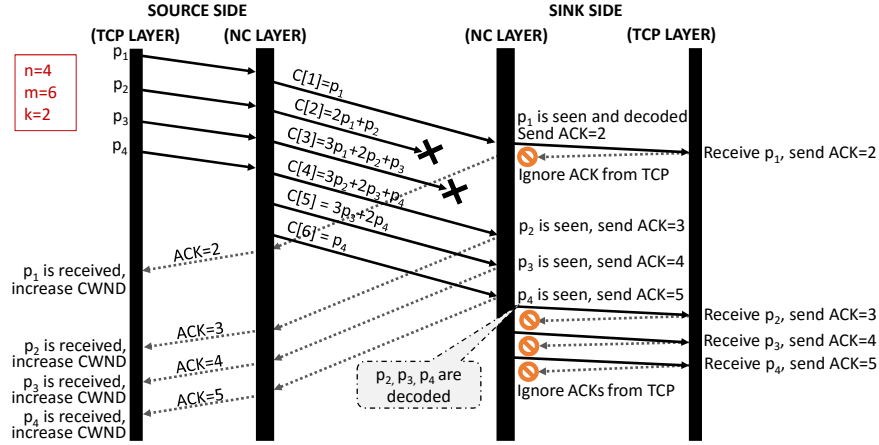 SOURCE SIDE
SINK SIDE
(TCP LAYER)
(NC LAYER)
(NC LAYER)
(TCP LAYER)
n=4
m=6
k=2
p1
p2
p3
p4
C[1]=p1
C[2]=2p1+p2
C[3]=3p1+2p2+p3
C[4]=3p2+2p3+p4
C[5] = 3p3+2p4
C[6] = p4
p1 is seen and decoded
Send ACK=2
Receive p1, send ACK=2
Ignore ACK from TCP
p2 is seen, send ACK=3
p3 is seen, send ACK=4
p4 is seen, send ACK=5
Receive p2, send ACK=3
Receive p3, send ACK=4
Receive p4, send ACK=5
Ignore ACKs from TCP
p2, p3, p4 are
decoded
ACK=2
p1 is received,
increase CWND
ACK=3
p2 is received,
increase CWND
ACK=4
p3 is received,
increase CWND
ACK=5
p4 is received,
increase CWND